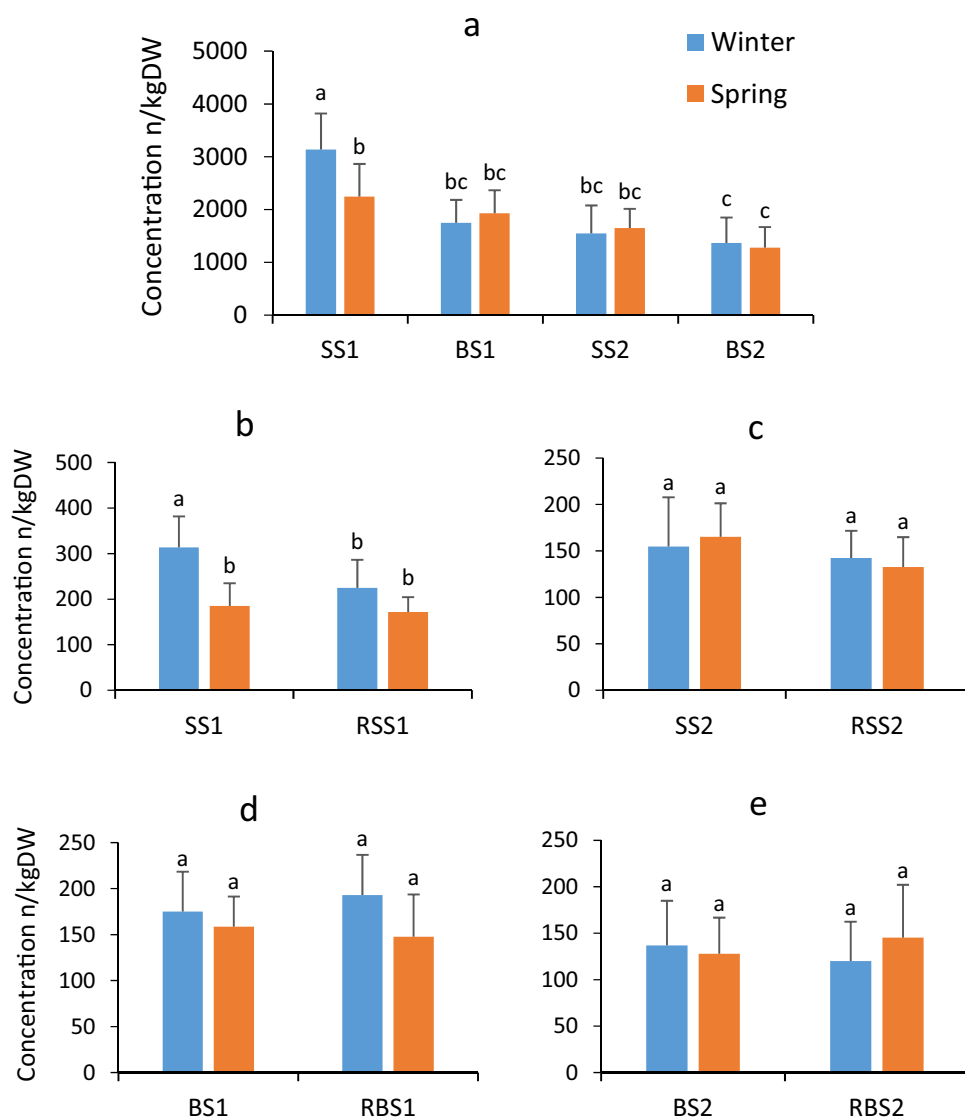 a
Winter
Spring
Concentration n/kgDW
5000
4000
3000
2000
1000
0
a
b
bc
bc
bc
bc
c
c
SS1
BS1
SS2
BS2
b
Concentration n/kgDW
500
400
300
200
100
0
a
b
b
b
SS1
RSS1
c
250
200
150
100
50
0
a
a
a
a
SS2
RSS2
d
Concentration n/kgDW
250
200
150
100
50
0
a
a
a
a
BS1
RBS1
e
250
200
150
100
50
0
a
a
a
a
BS2
RBS2